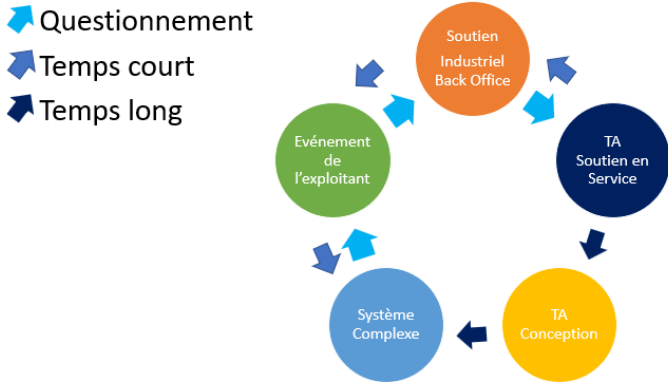 Questionnement
Temps court
Temps long
Soutien
Industriel
Back Office
Evénement
de
l'exploitant
TA
Soutien en
Service
Système
Complexe
TA
Conception